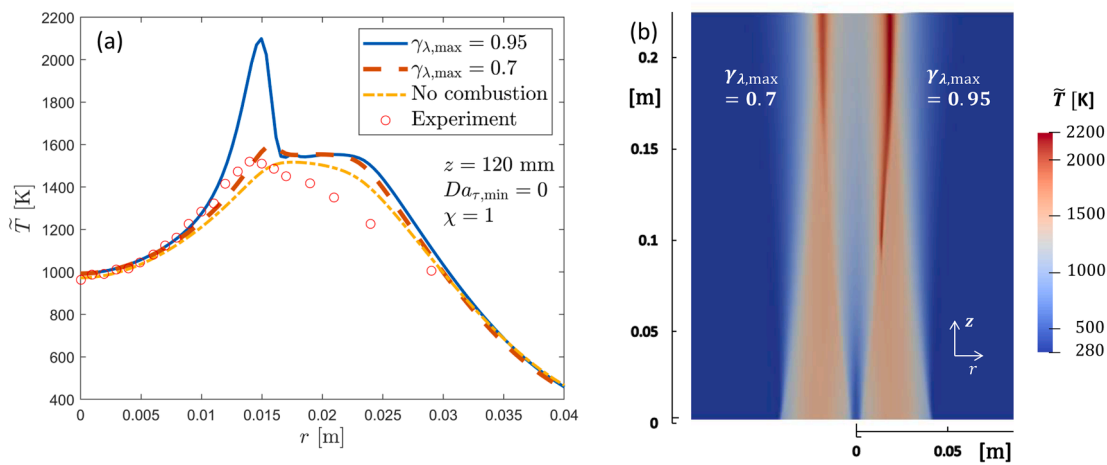 (a)
2200
2000
1800
1600
1400
1200
1000
800
600
400
T̃ [K]
0
0.005
0.01
0.015
0.02
0.025
0.03
0.035
0.04
r [m]
γλ,max = 0.95
γλ,max = 0.7
No combustion
Experiment
z = 120 mm
Daτ,min = 0
χ = 1
(b)
0.2
[m]
0.15
0.1
0.05
0
γλ,max
= 0.7
γλ,max
= 0.95
z
r
0
0.05
[m]
T̃ [K]
2200
2000
1500
1000
500
280